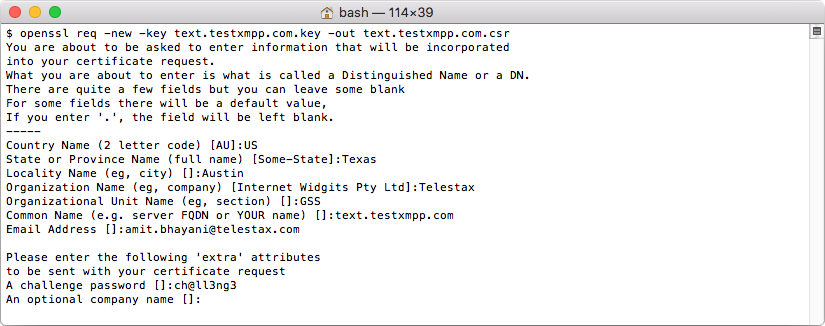 bash — 114×39
$ openssl req -new -key text.testxmpp.com.key -out text.testxmpp.com.csr
You are about to be asked to enter information that will be incorporated
into your certificate request.
What you are about to enter is what is called a Distinguished Name or a DN.
There are quite a few fields but you can leave some blank
For some fields there will be a default value,
If you enter '.', the field will be left blank.
-----
Country Name (2 letter code) [AU]:US
State or Province Name (full name) [Some-State]:Texas
Locality Name (eg, city) []:Austin
Organization Name (eg, company) [Internet Widgits Pty Ltd]:Telestax
Organizational Unit Name (eg, section) []:GSS
Common Name (e.g. server FQDN or YOUR name) []:text.testxmpp.com
Email Address []:amit.bhayani@telestax.com
Please enter the following 'extra' attributes
to be sent with your certificate request
A challenge password []:ch@ll3ng3
An optional company name []: